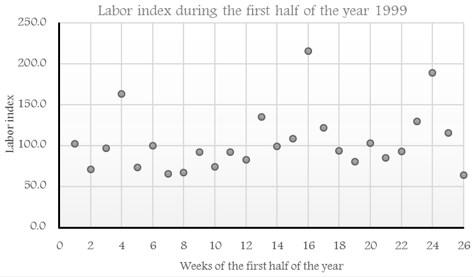 Labor index during the first half of the year 1999
250.0
200.0
150.0
100.0
50.0
0.0
Labor index
0 2 4 6 8 10 12 14 16 18 20 22 24 26
Weeks of the first half of the year